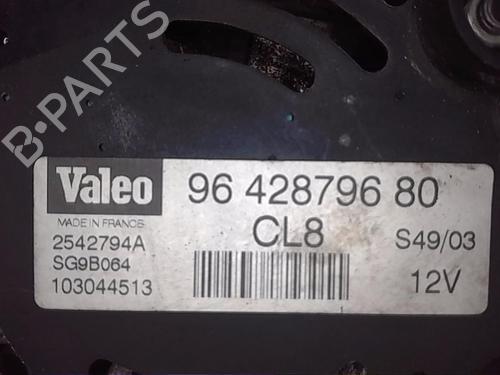 B·PARTS
Valeo
96 428796 80
MADE IN FRANCE
CL8
S49/03
2542794A
SG9B064
103044513
12V